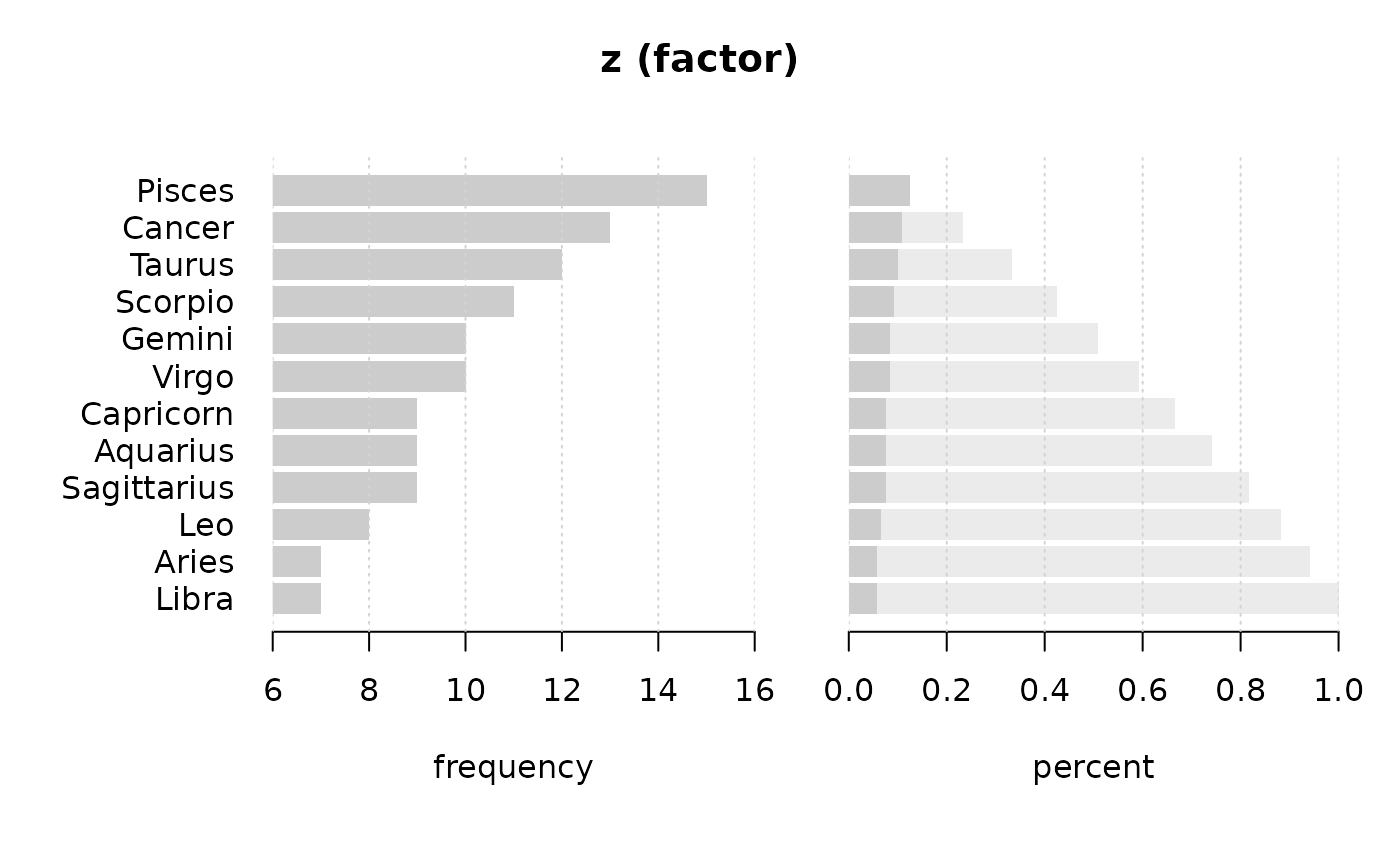 z (factor)
Pisces
Cancer
Taurus
Scorpio
Gemini
Virgo
Capricorn
Aquarius
Sagittarius
Leo
Aries
Libra
6 8 10 12 14 16
0.0 0.2 0.4 0.6 0.8 1.0
frequency
percent